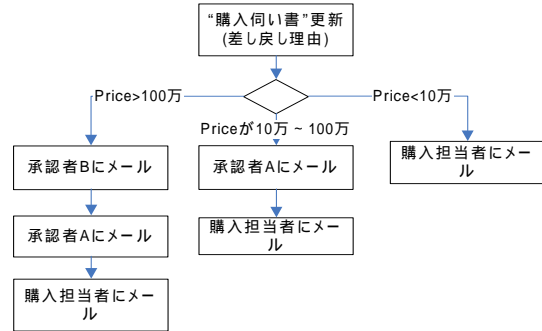 “購入伺い書”更新
(差し戻し理由)
Price>100万
Price<10万
Priceが10万 ~ 100万
承認者Bにメール
承認者Aにメール
購入担当者にメー
ル
承認者Aにメール
購入担当者にメー
ル
購入担当者にメー
ル